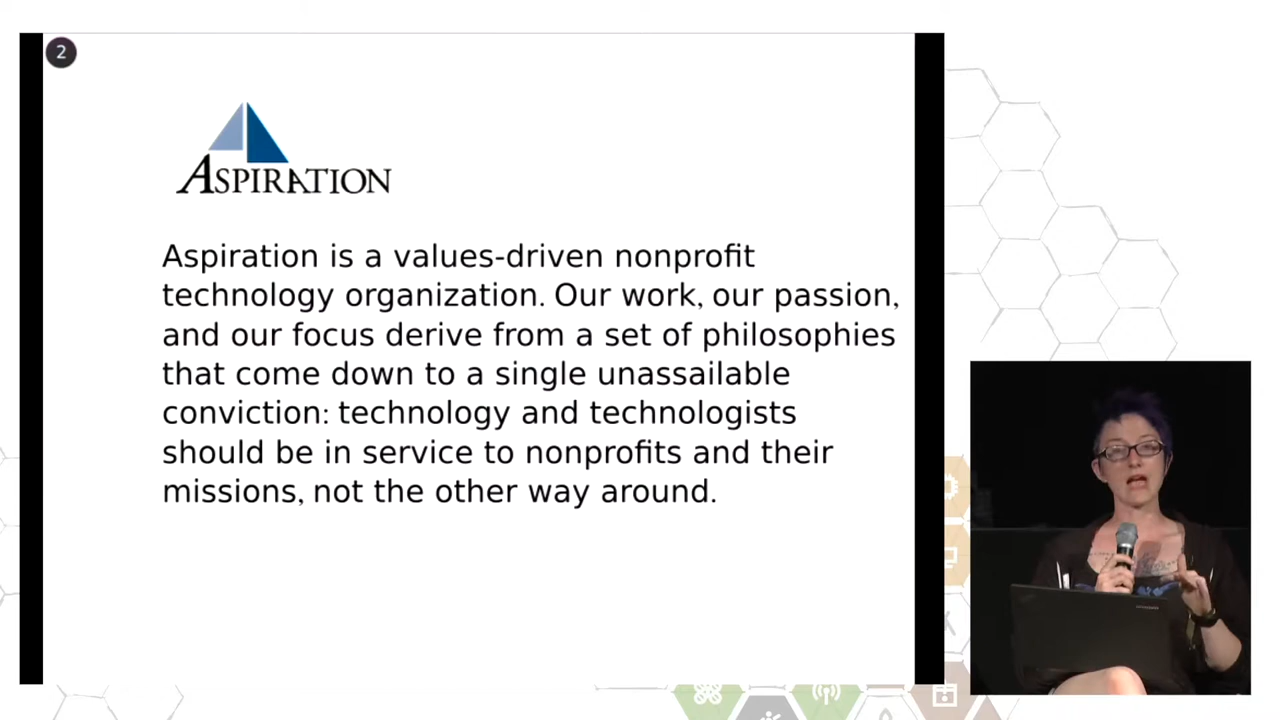 2
ASPIRATION
Aspiration is a values-driven nonprofit
technology organization. Our work, our passion,
and our focus derive from a set of philosophies
that come down to a single unassailable
conviction: technology and technologists
should be in service to nonprofits and their
missions, not the other way around.